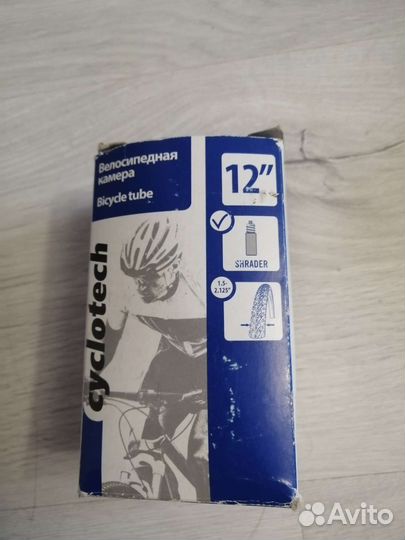 Велосипедная
камера
Bicycle tube
12"
SHRADER
1.5-
2.125"
cyclotech
Avito